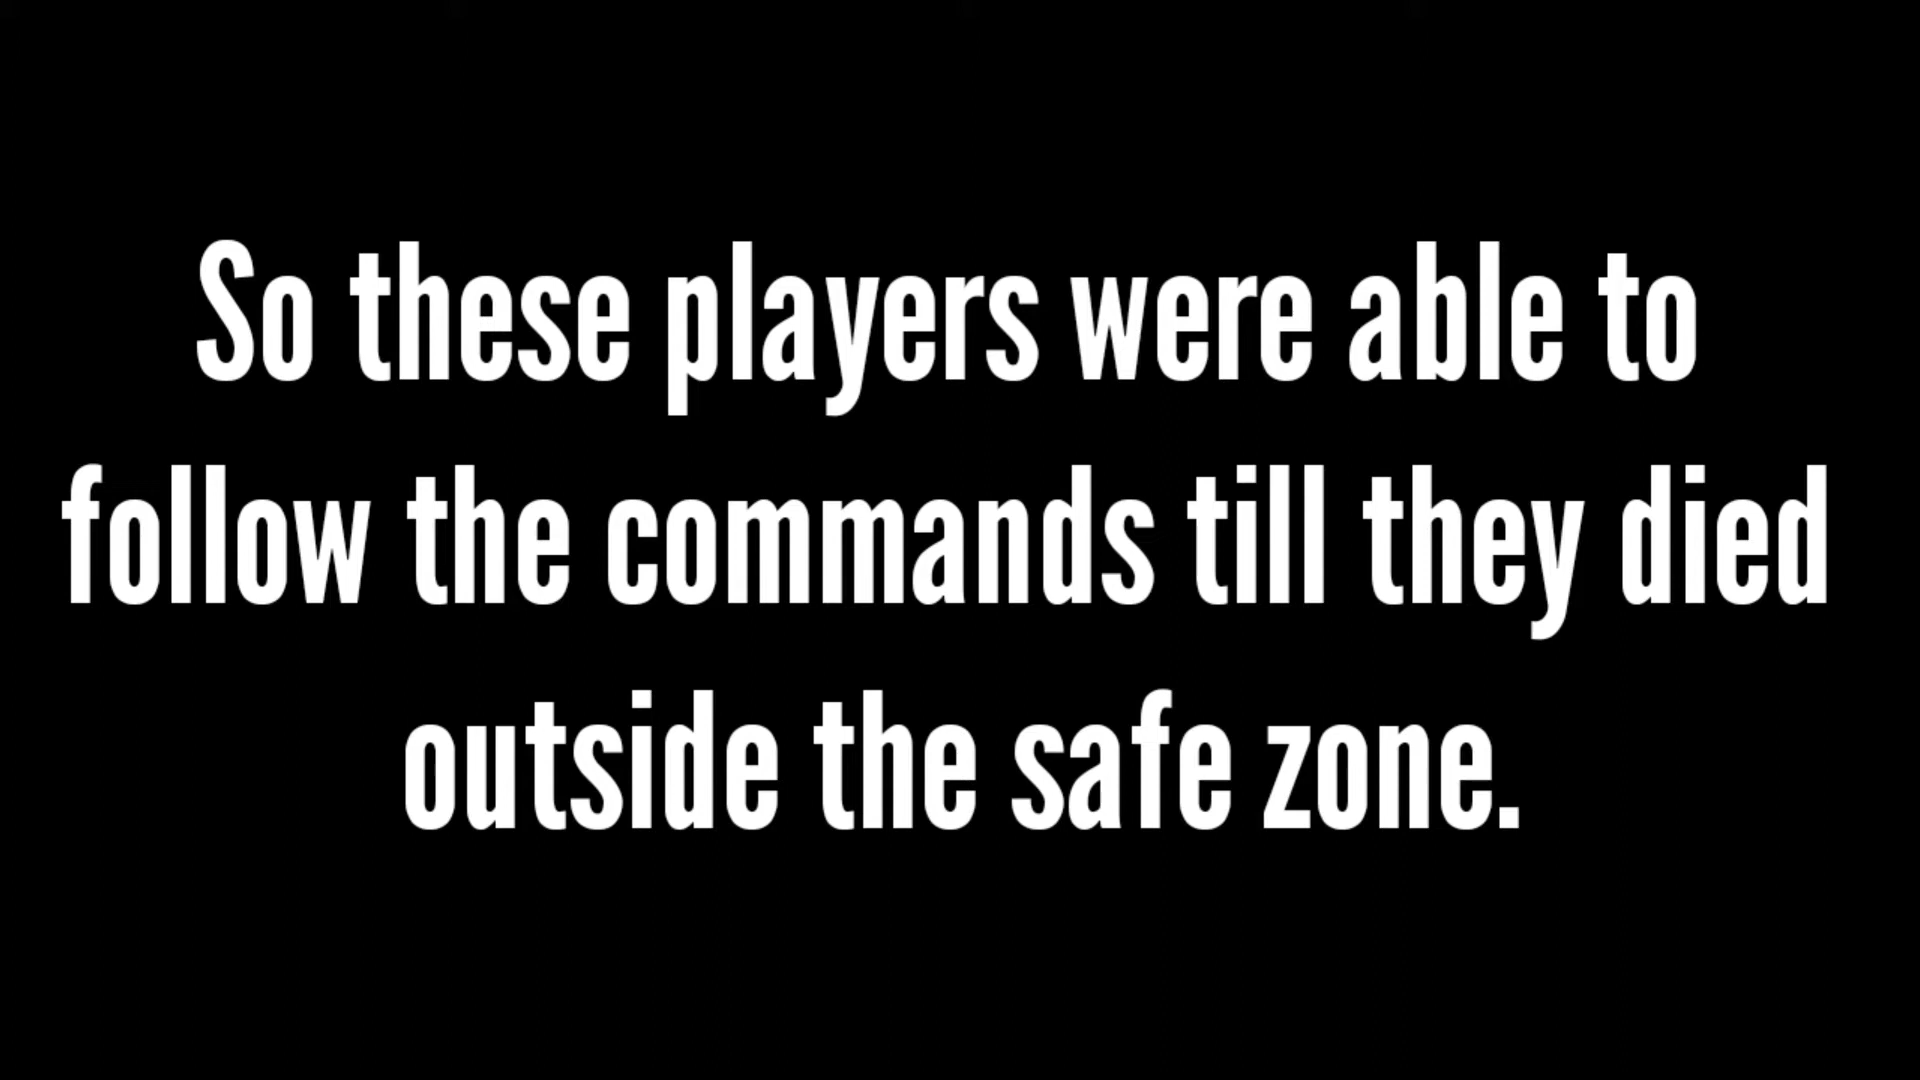 So these players were able to
follow the commands till they died
outside the safe zone.